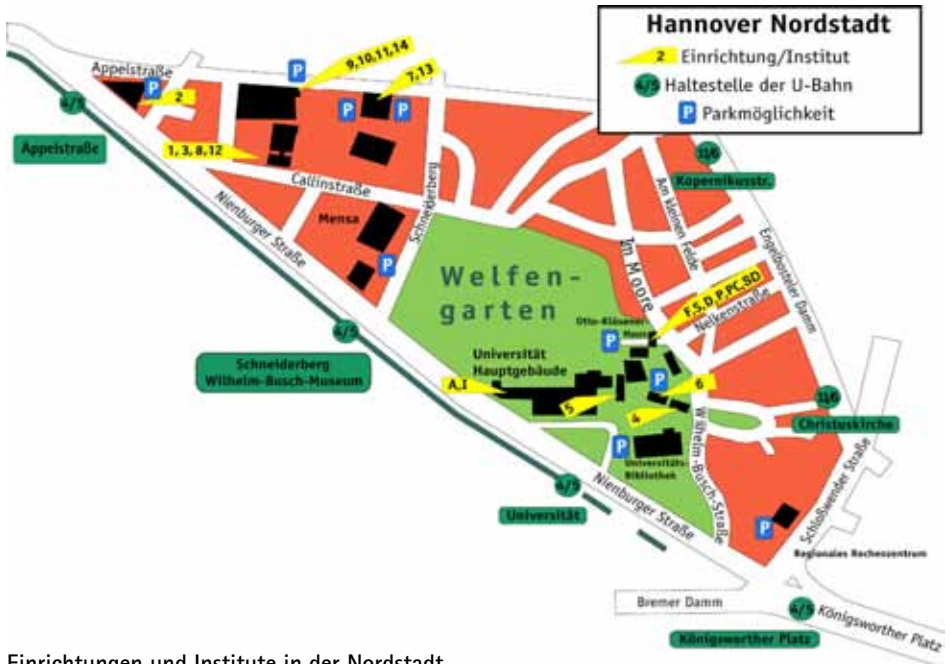 Hannover Nordstadt
2 Einrichtung/Institut
4/5 Haltestelle der U-Bahn
P Parkmöglichkeit
Appelstraße
P
P
9,10,11,14
7,13
4/5
2
P
P
Appelstraße
1, 3, 8,12
11/6
Kopernikusstr.
Callinstraße
Schneiderberg
Am kleinen Felde
Engelbosteler Damm
Nienburger Straße
Mensa
P
Im Moore
Welfen-
garten
F,S,D,P,PC,SD
Nelkenstraße
4/5
Schneiderberg
Wilhelm-Busch-Museum
P
Universität
Hauptgebäude
A,I
P
6
5
4
11/6
Christuskirche
P
Universitäts-
Bibliothek
Wilhelm-Busch-Straße
4/5
Universität
Nienburger Straße
P
Schloßwender Straße
Regionales Rechenzentrum
Bremer Damm
4/5
Königsworther Platz
Königsworther Platz
Einrichtungen und Institute in der Nordstadt